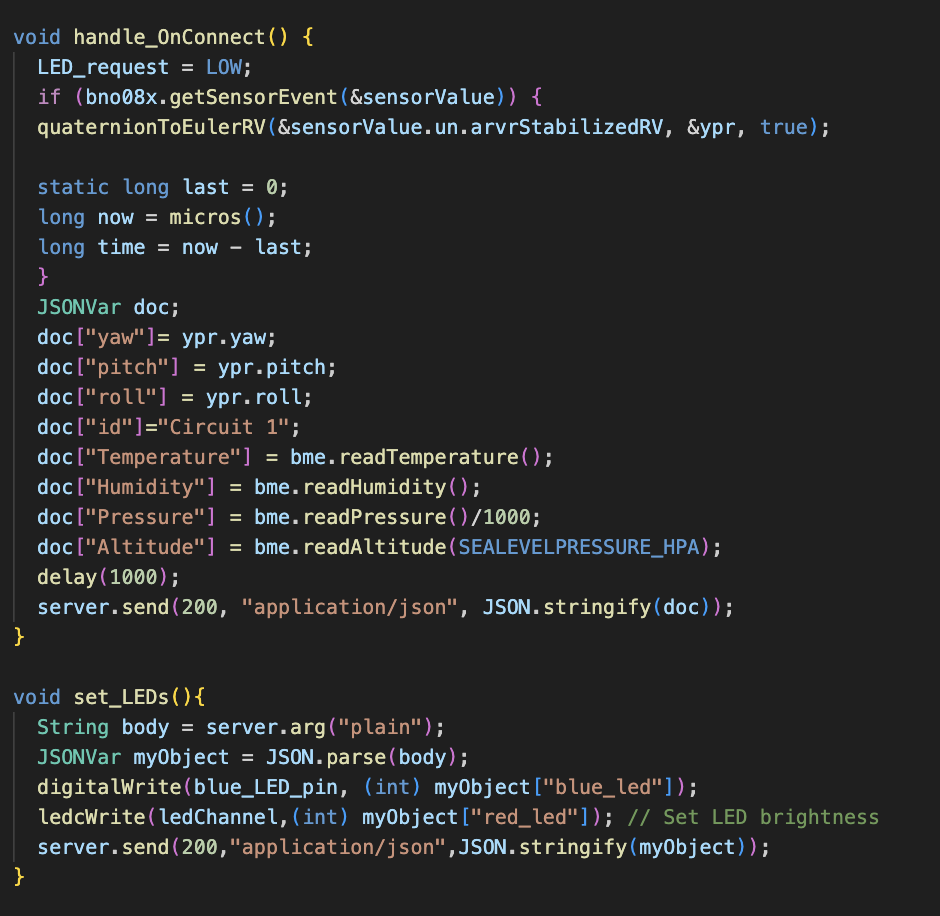 void handle_OnConnect() {
  LED_request = LOW;
  if (bno08x.getSensorEvent(&sensorValue)) {
  quaternionToEulerRV(&sensorValue.un.arvrStabilizedRV, &ypr, true);

  static long last = 0;
  long now = micros();
  long time = now - last;
  }
  JSONVar doc;
  doc["yaw"]= ypr.yaw;
  doc["pitch"] = ypr.pitch;
  doc["roll"] = ypr.roll;
  doc["id"]="Circuit 1";
  doc["Temperature"] = bme.readTemperature();
  doc["Humidity"] = bme.readHumidity();
  doc["Pressure"] = bme.readPressure()/1000;
  doc["Altitude"] = bme.readAltitude(SEALEVELPRESSURE_HPA);
  delay(1000);
  server.send(200, "application/json", JSON.stringify(doc));
}

void set_LEDs(){
  String body = server.arg("plain");
  JSONVar myObject = JSON.parse(body);
  digitalWrite(blue_LED_pin, (int) myObject["blue_led"]);
  ledcWrite(ledChannel,(int) myObject["red_led"]); // Set LED brightness
  server.send(200,"application/json",JSON.stringify(myObject));
}